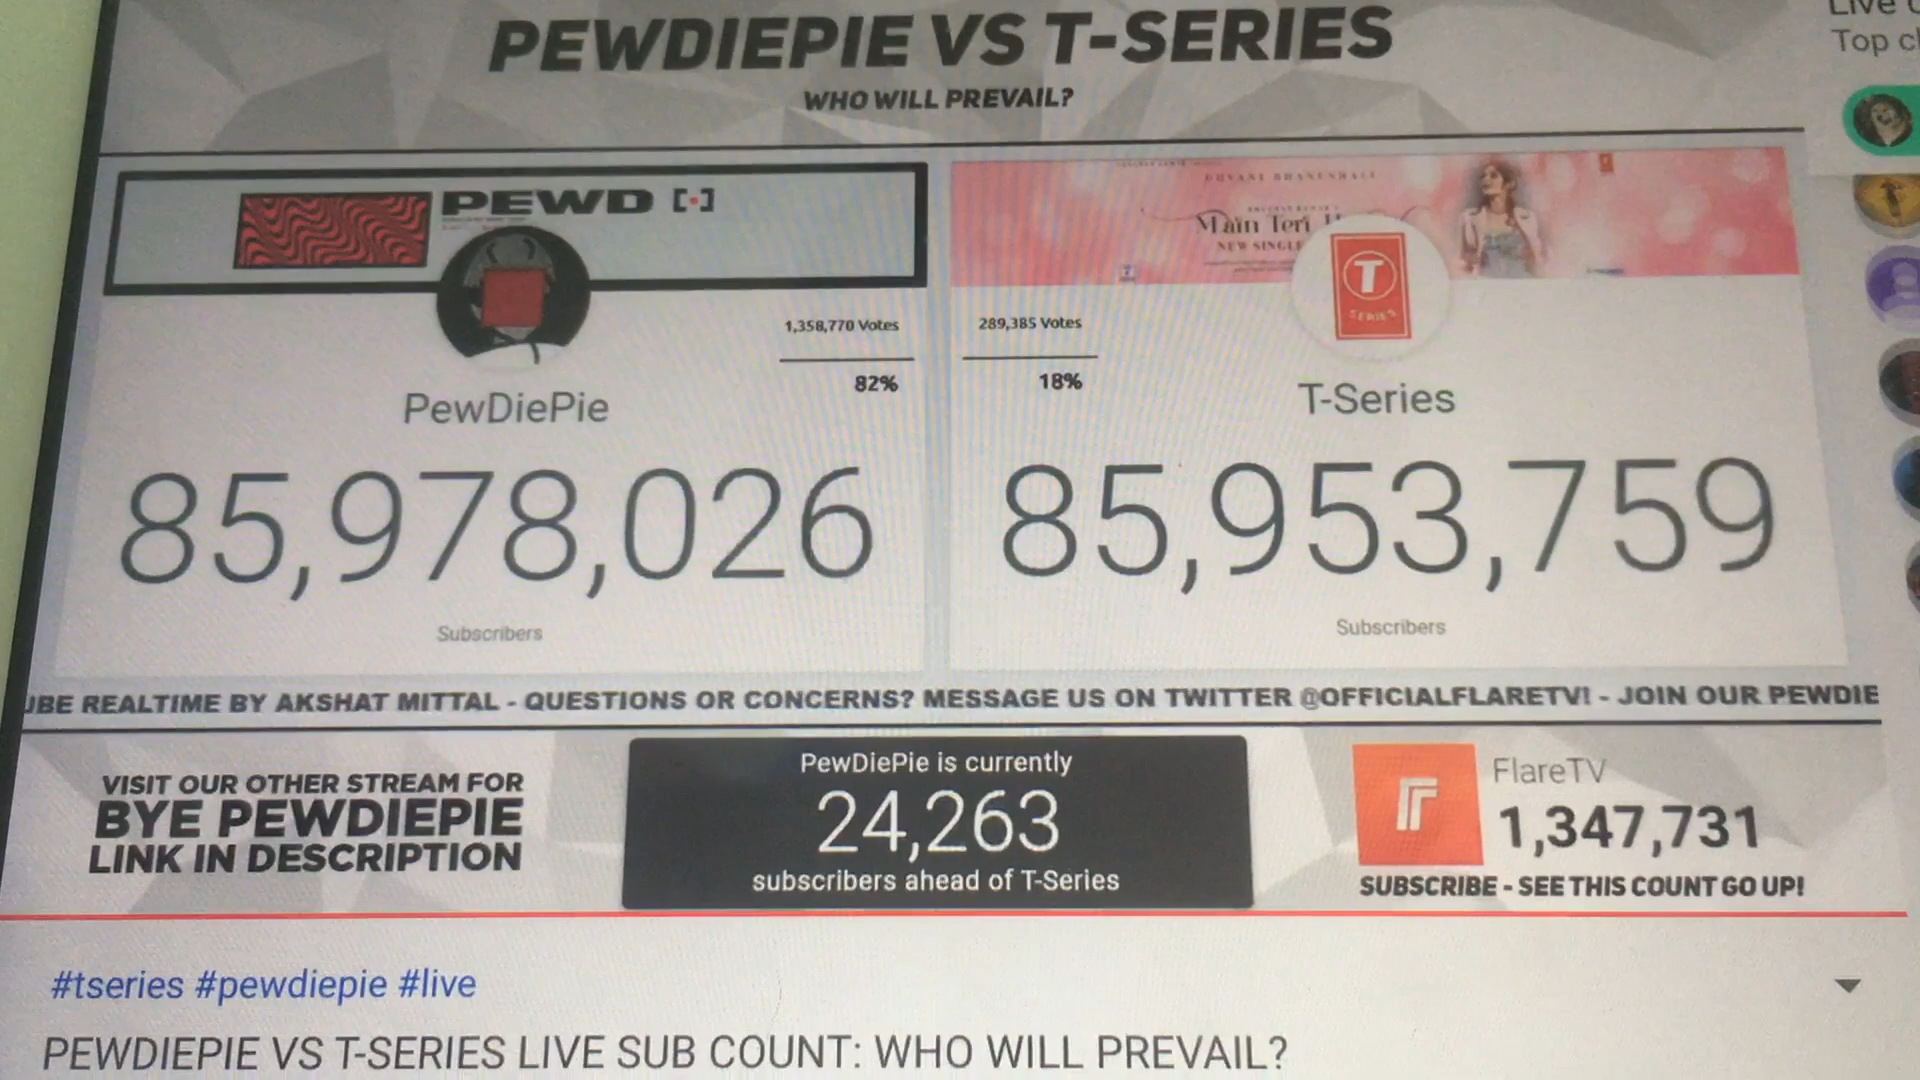 PEWDIEPIE VS T-SERIES
WHO WILL PREVAIL?
Live
Top
PEWD [·]
Main Teri
NEW SINGLE
T
SERIES
1,358,770 Votes
82%
289,385 Votes
18%
PewDiePie
T-Series
85,978,026
85,953,759
Subscribers
Subscribers
UBE REALTIME BY AKSHAT MITTAL - QUESTIONS OR CONCERNS? MESSAGE US ON TWITTER @OFFICIALFLARETV! - JOIN OUR PEWDIE
VISIT OUR OTHER STREAM FOR
BYE PEWDIEPIE
LINK IN DESCRIPTION
PewDiePie is currently
24,263
subscribers ahead of T-Series
FlareTV
1,347,731
SUBSCRIBE - SEE THIS COUNT GO UP!
#tseries #pewdiepie #live
PEWDIEPIE VS T-SERIES LIVE SUB COUNT: WHO WILL PREVAIL?